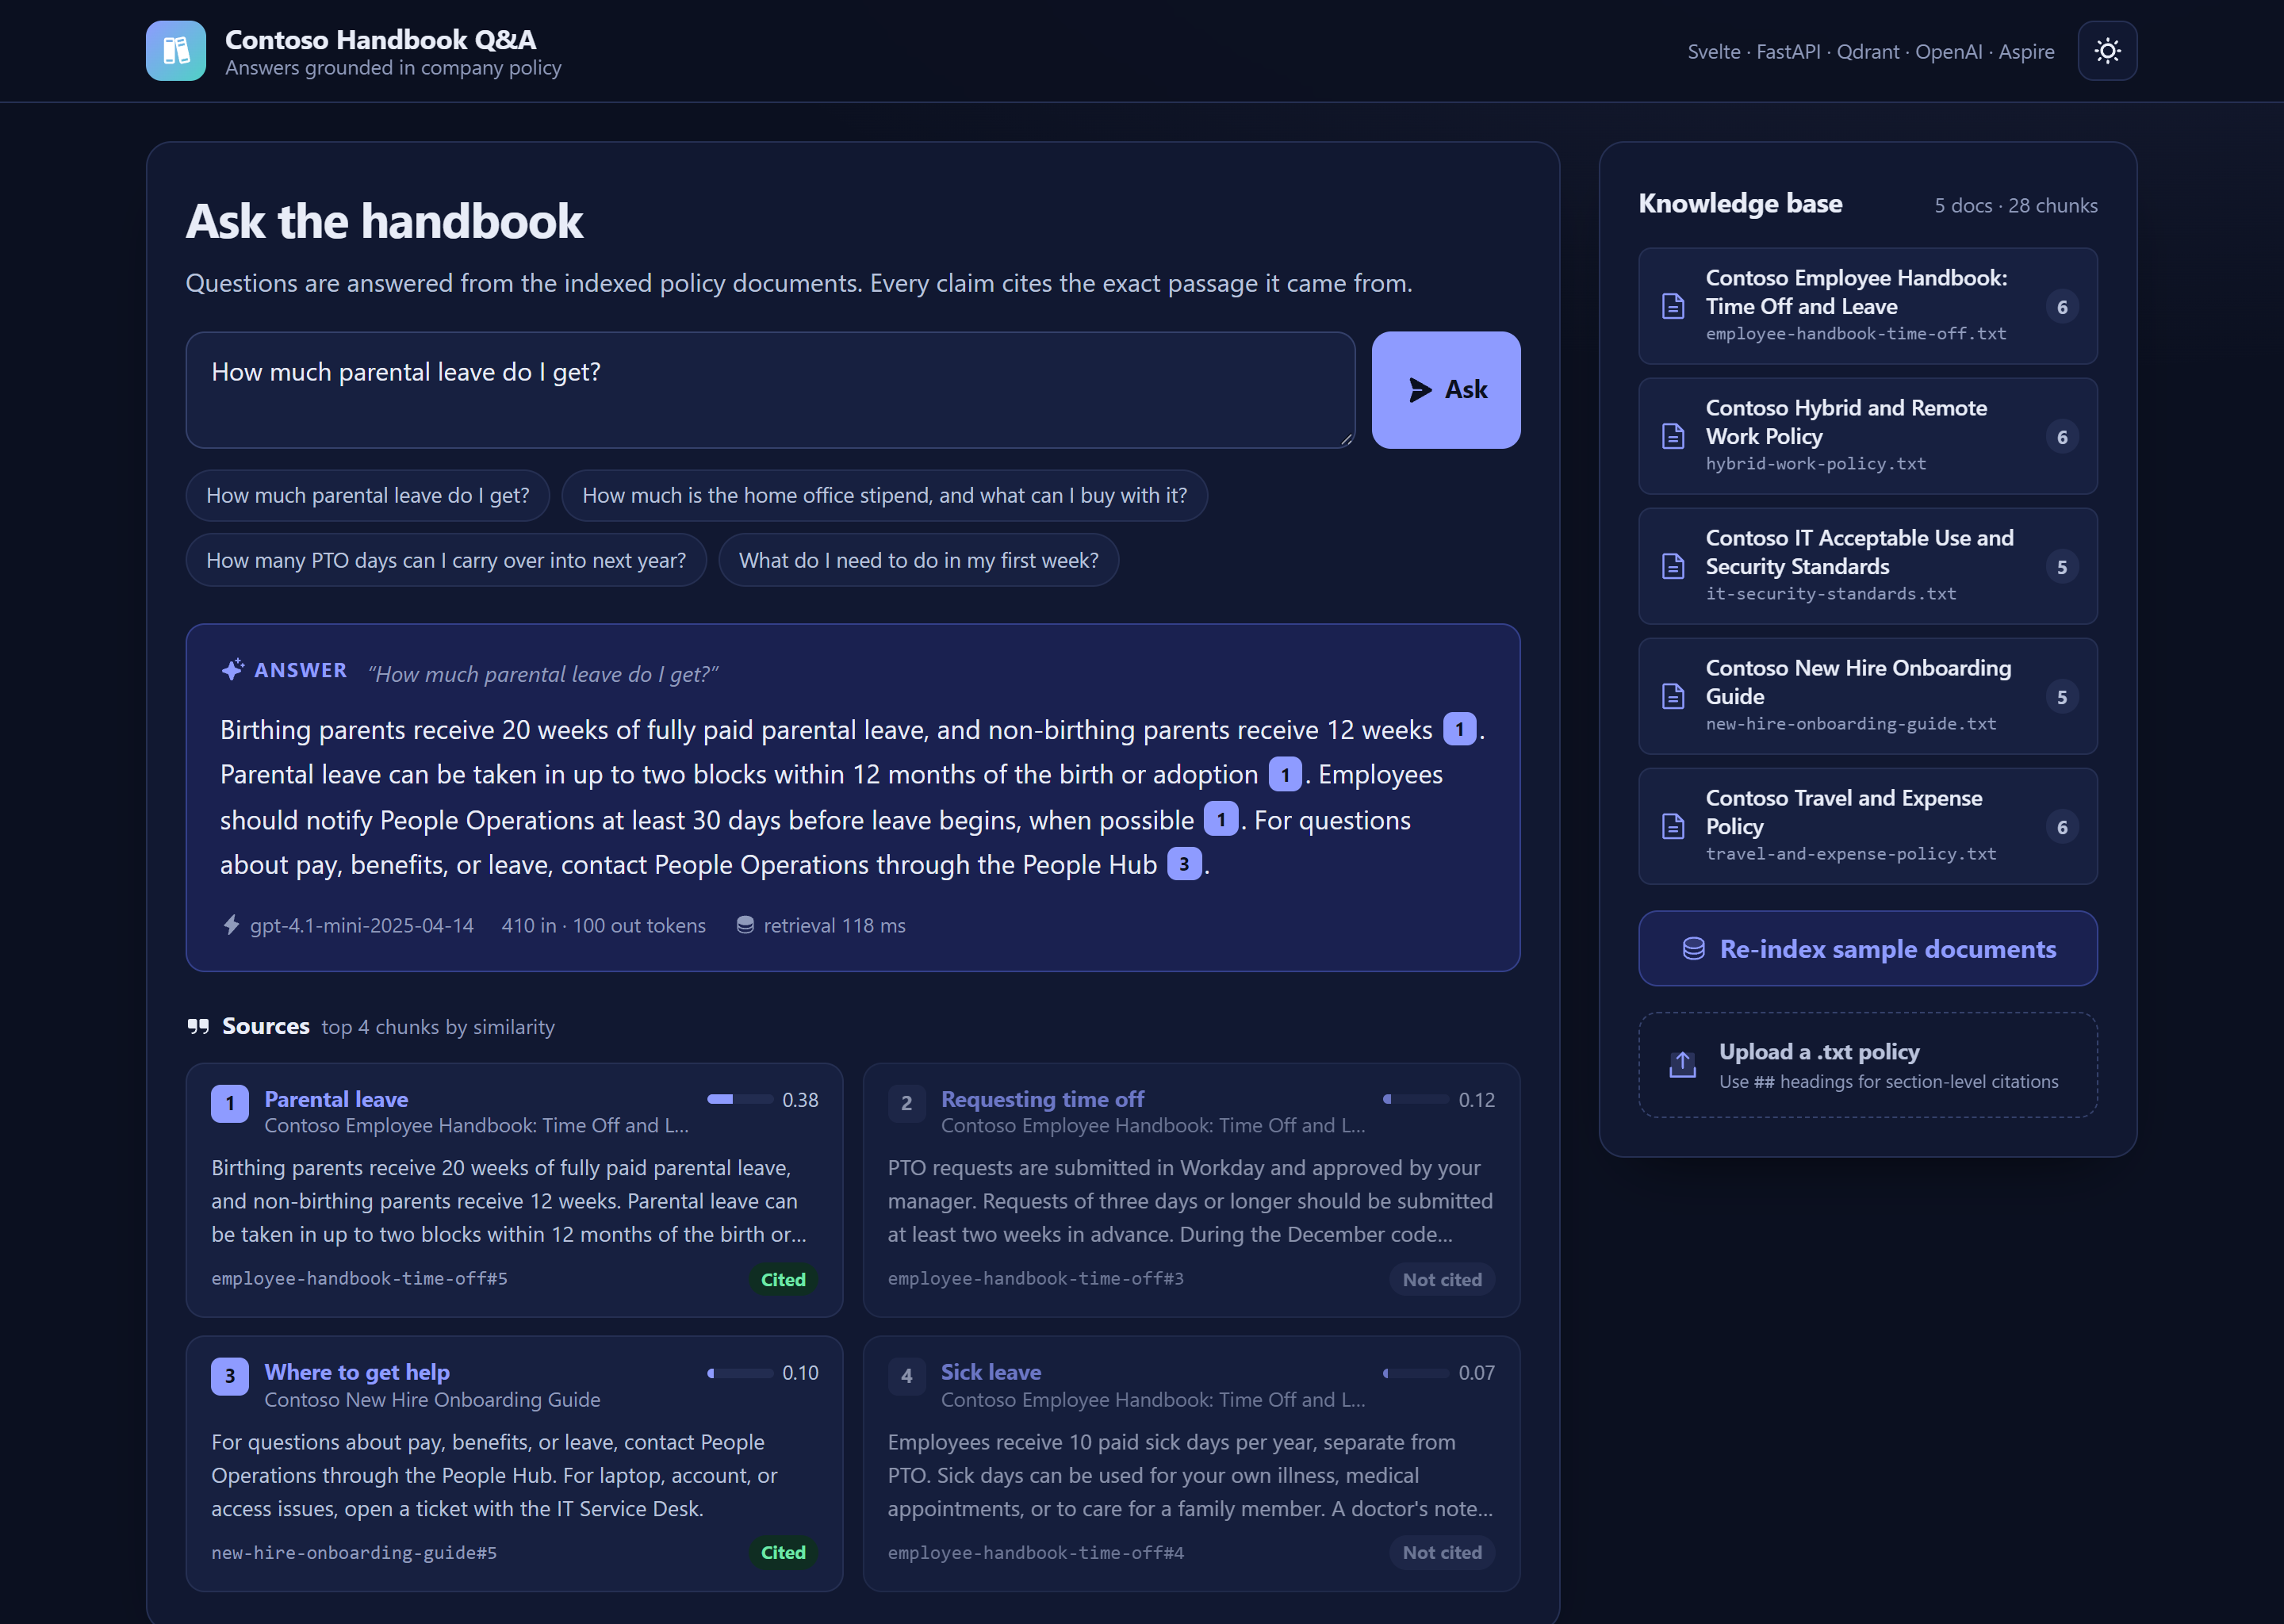 Contoso Handbook Q&A
Answers grounded in company policy
Svelte · FastAPI · Qdrant · OpenAI · Aspire
Ask the handbook
Questions are answered from the indexed policy documents. Every claim cites the exact passage it came from.
How much parental leave do I get?
Ask
How much parental leave do I get?
How much is the home office stipend, and what can I buy with it?
How many PTO days can I carry over into next year?
What do I need to do in my first week?
ANSWER “How much parental leave do I get?”
Birthing parents receive 20 weeks of fully paid parental leave, and non-birthing parents receive 12 weeks 1.
Parental leave can be taken in up to two blocks within 12 months of the birth or adoption 1. Employees
should notify People Operations at least 30 days before leave begins, when possible 1. For questions
about pay, benefits, or leave, contact People Operations through the People Hub 3.
gpt-4.1-mini-2025-04-14 410 in · 100 out tokens retrieval 118 ms
Sources top 4 chunks by similarity
1 Parental leave 0.38
Contoso Employee Handbook: Time Off and L...
Birthing parents receive 20 weeks of fully paid parental leave,
and non-birthing parents receive 12 weeks. Parental leave can
be taken in up to two blocks within 12 months of the birth or...
employee-handbook-time-off#5 Cited
2 Requesting time off 0.12
Contoso Employee Handbook: Time Off and L...
PTO requests are submitted in Workday and approved by your
manager. Requests of three days or longer should be submitted
at least two weeks in advance. During the December code...
employee-handbook-time-off#3 Not cited
3 Where to get help 0.10
Contoso New Hire Onboarding Guide
For questions about pay, benefits, or leave, contact People
Operations through the People Hub. For laptop, account, or
access issues, open a ticket with the IT Service Desk.
new-hire-onboarding-guide#5 Cited
4 Sick leave 0.07
Contoso Employee Handbook: Time Off and L...
Employees receive 10 paid sick days per year, separate from
PTO. Sick days can be used for your own illness, medical
appointments, or to care for a family member. A doctor's note...
employee-handbook-time-off#4 Not cited
Knowledge base 5 docs · 28 chunks
Contoso Employee Handbook:
Time Off and Leave
employee-handbook-time-off.txt
6
Contoso Hybrid and Remote
Work Policy
hybrid-work-policy.txt
6
Contoso IT Acceptable Use and
Security Standards
it-security-standards.txt
5
Contoso New Hire Onboarding
Guide
new-hire-onboarding-guide.txt
5
Contoso Travel and Expense
Policy
travel-and-expense-policy.txt
6
Re-index sample documents
Upload a .txt policy
Use ## headings for section-level citations